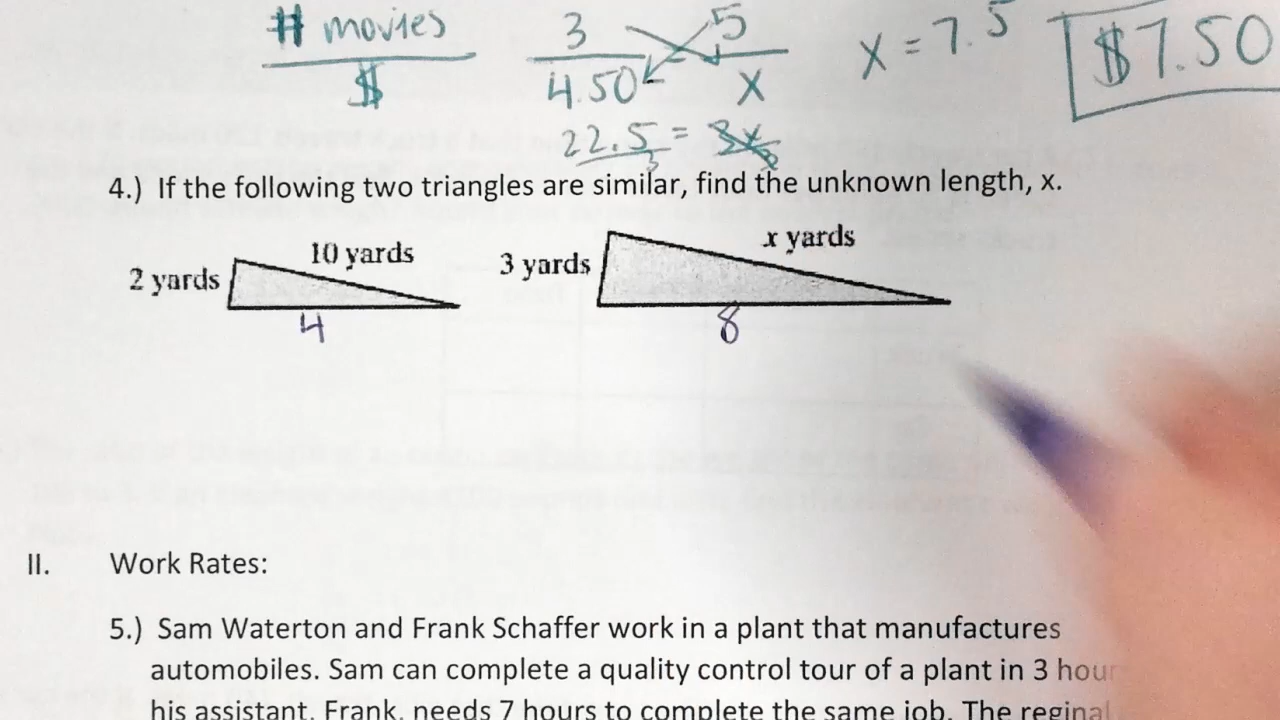 # movies 3 5 x = 7.5 $7.50
$ 4.50 x
22.5 = 3x
3 3
4.) If the following two triangles are similar, find the unknown length, x.
10 yards x yards
2 yards 3 yards
4 8
II. Work Rates:
5.) Sam Waterton and Frank Schaffer work in a plant that manufactures
automobiles. Sam can complete a quality control tour of a plant in 3 hour
his assistant, Frank, needs 7 hours to complete the same job. The reginal